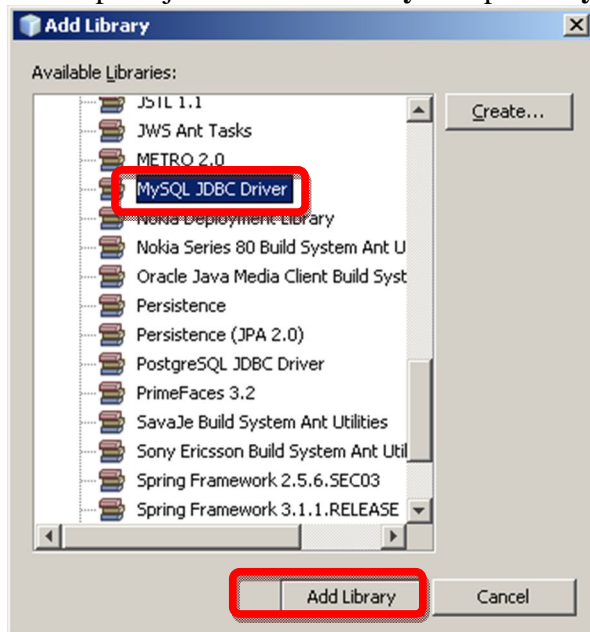 Add Library
Available Libraries:
JSTL 1.1
Create...
JWS Ant Tasks
METRO 2.0
MySQL JDBC Driver
Nokia Deployment Library
Nokia Series 80 Build System Ant U
Oracle Java Media Client Build Syst
Persistence
Persistence (JPA 2.0)
PostgreSQL JDBC Driver
PrimeFaces 3.2
SavaJe Build System Ant Utilities
Sony Ericsson Build System Ant Util
Spring Framework 2.5.6.SEC03
Spring Framework 3.1.1.RELEASE
Add Library
Cancel